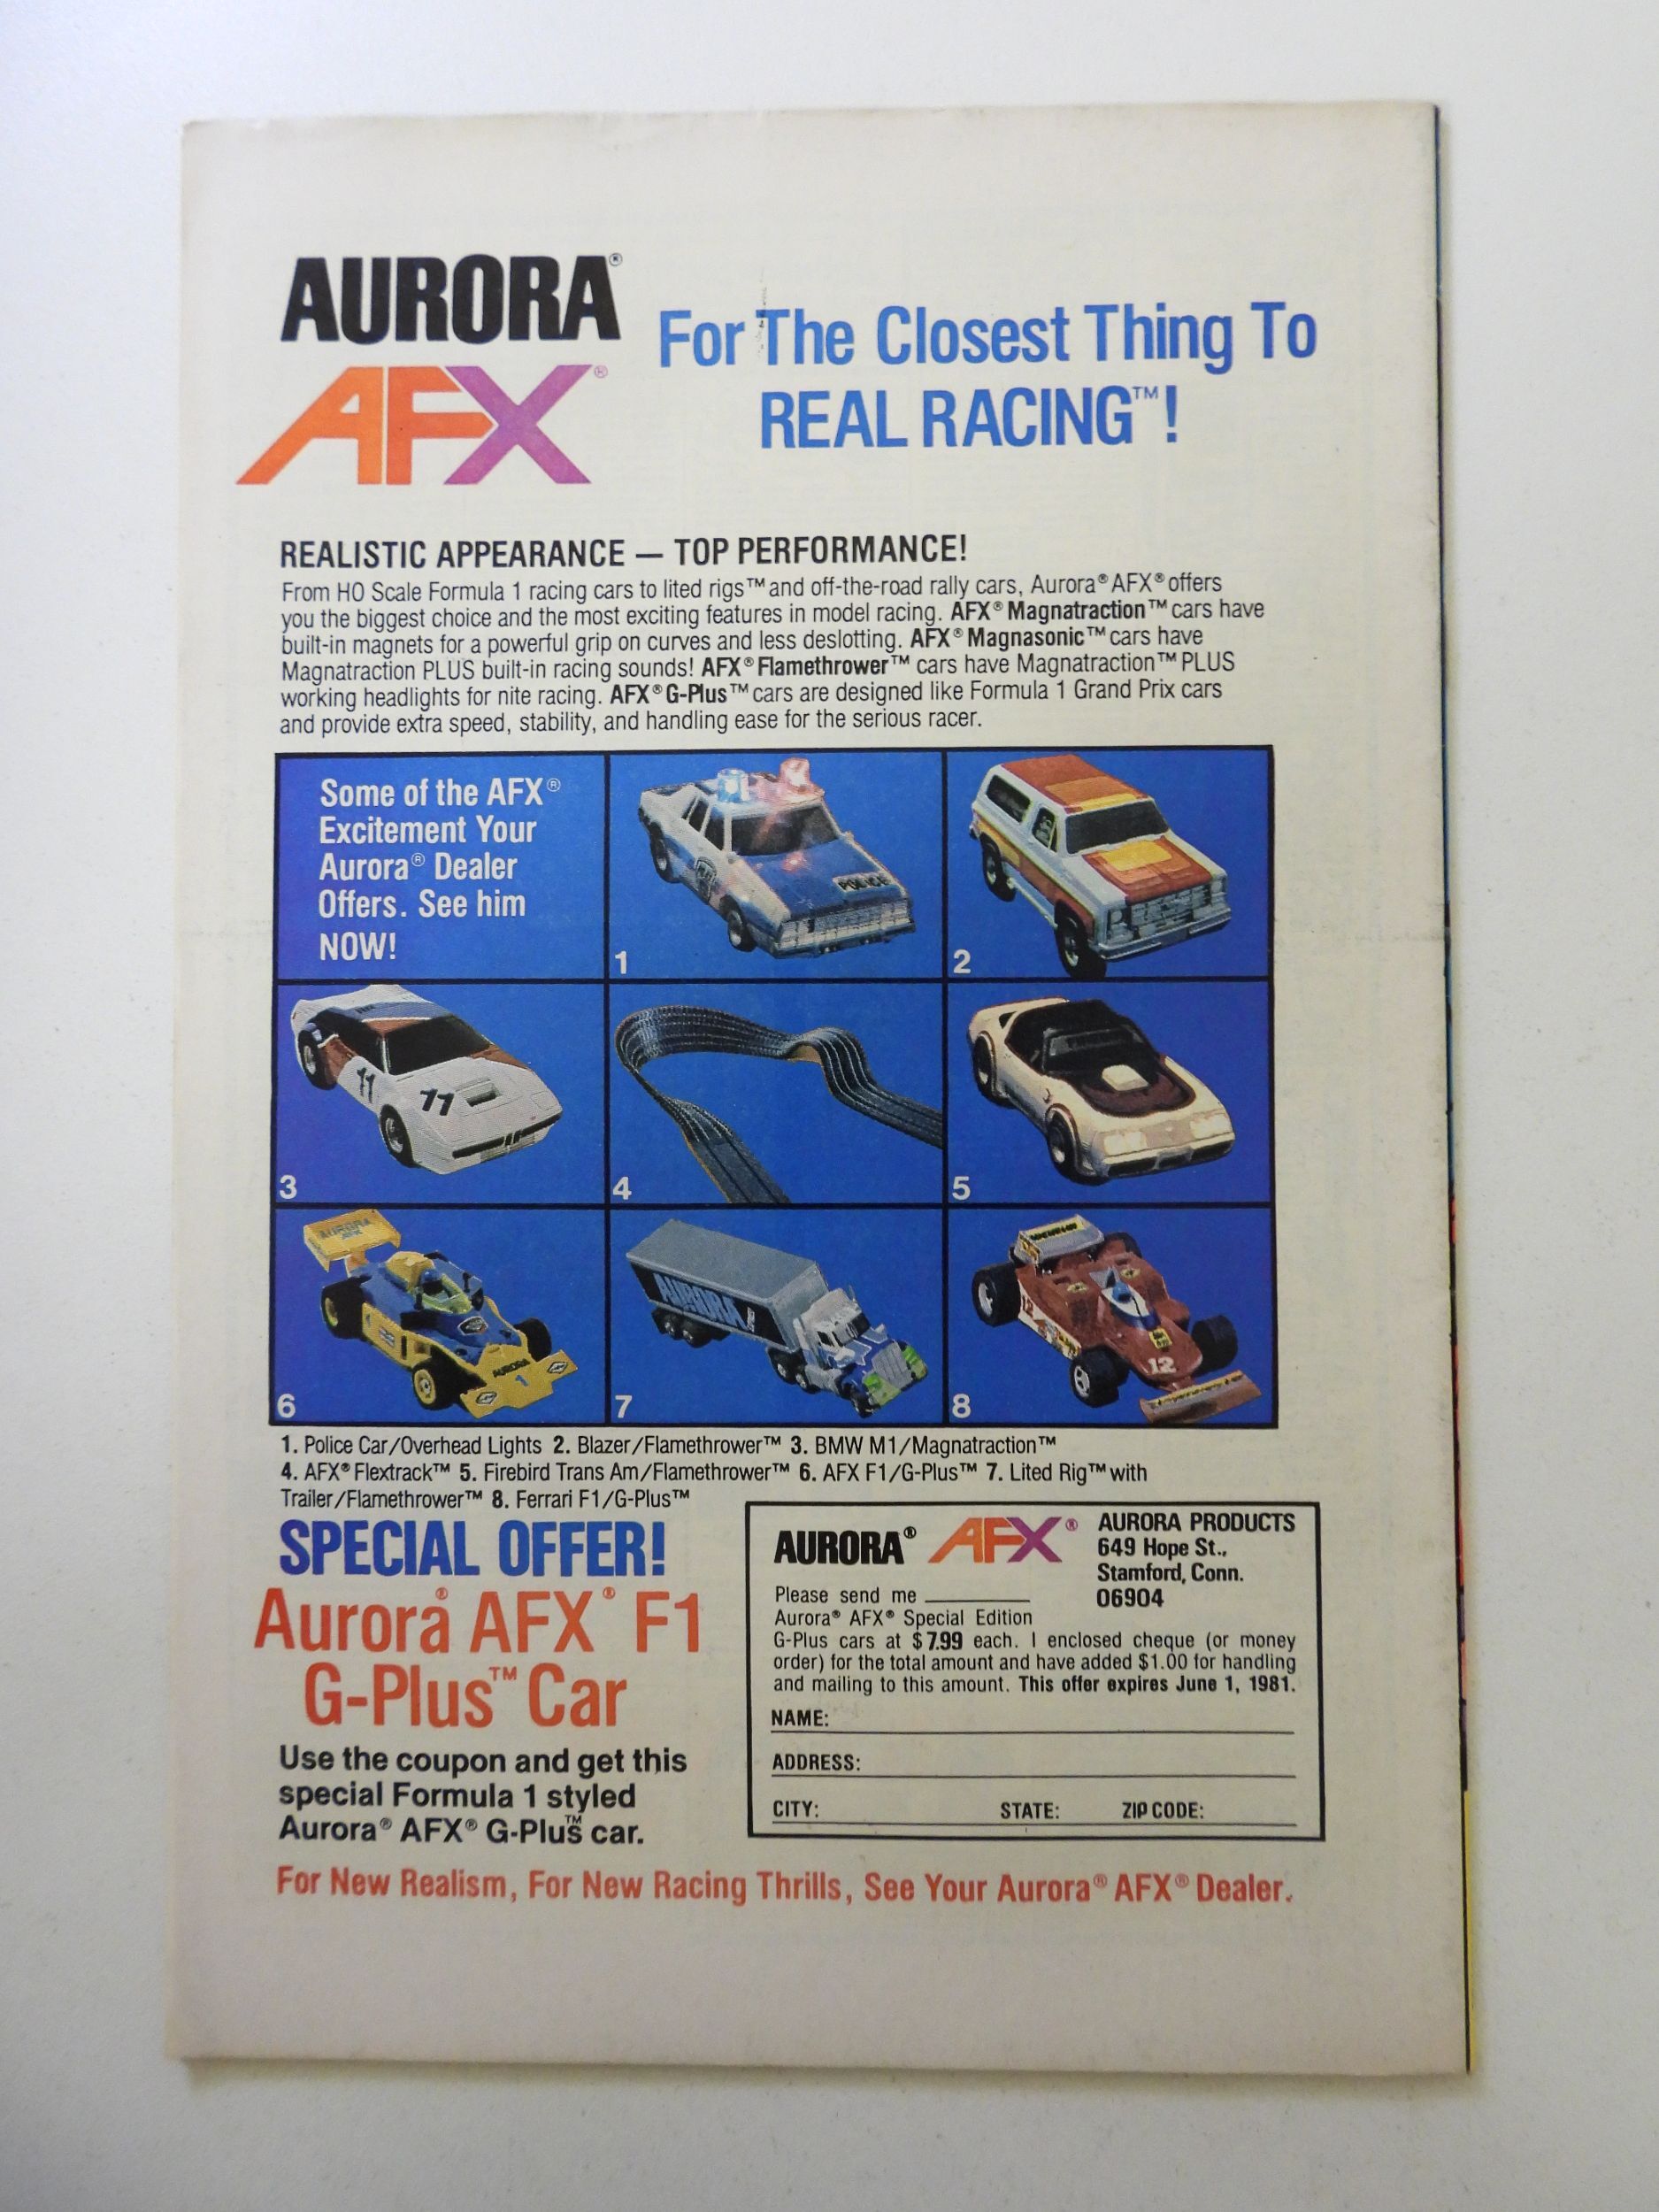 AURORA®
AFX®
For The Closest Thing To
REAL RACING™!
REALISTIC APPEARANCE — TOP PERFORMANCE!
From HO Scale Formula 1 racing cars to lited rigs™ and off-the-road rally cars, Aurora® AFX® offers
you the biggest choice and the most exciting features in model racing. AFX® Magnatraction™ cars have
built-in magnets for a powerful grip on curves and less deslotting. AFX® Magnasonic™ cars have
Magnatraction PLUS built-in racing sounds! AFX® Flamethrower™ cars have Magnatraction™ PLUS
working headlights for nite racing. AFX® G-Plus™ cars are designed like Formula 1 Grand Prix cars
and provide extra speed, stability, and handling ease for the serious racer.
Some of the AFX®
Excitement Your
Aurora® Dealer
Offers. See him
NOW!
POLICE
1
2
11
11
3
4
5
AURORA
AFX
AURORA
1
6
AURORA
7
12
12
8
1. Police Car/Overhead Lights 2. Blazer/Flamethrower™ 3. BMW M1/Magnatraction™
4. AFX® Flextrack™ 5. Firebird Trans Am/Flamethrower™ 6. AFX F1/G-Plus™ 7. Lited Rig™ with
Trailer/Flamethrower™ 8. Ferrari F1/G-Plus™
SPECIAL OFFER!
Aurora® AFX® F1
G-Plus™ Car
Use the coupon and get this
special Formula 1 styled
Aurora® AFX® G-Plus™ car.
AURORA® AFX®
AURORA PRODUCTS
649 Hope St.,
Stamford, Conn.
06904
Please send me
Aurora® AFX® Special Edition
G-Plus cars at $7.99 each. I enclosed cheque (or money
order) for the total amount and have added $1.00 for handling
and mailing to this amount. This offer expires June 1, 1981.
NAME:
ADDRESS:
CITY: STATE: ZIP CODE:
For New Realism, For New Racing Thrills, See Your Aurora® AFX® Dealer.